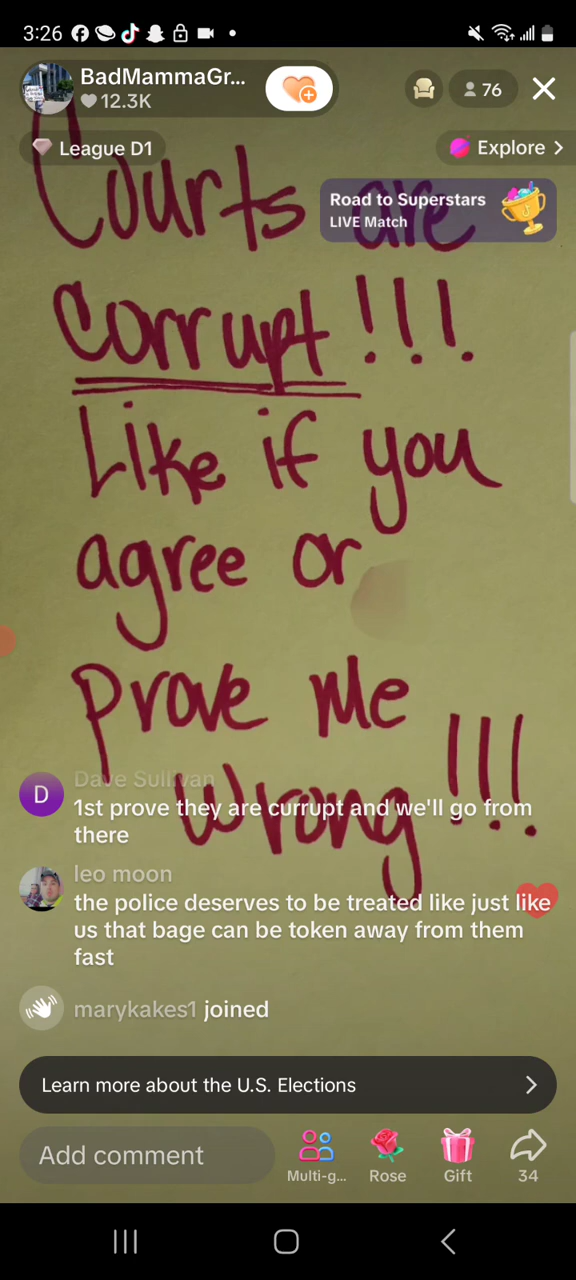 3:26
BadMammaGr...
12.3K
76
League D1
Explore
Road to Superstars
LIVE Match
Courts are
Corrupt!!!
Like if you
agree or
Prove Me
Wrong!!!
Dave Sullivan
1st prove they are currupt and we'll go from
there
leo moon
the police deserves to be treated like just like
us that bage can be token away from them
fast
marykakes1 joined
Learn more about the U.S. Elections
Add comment
Multi-g...
Rose
Gift
34
D